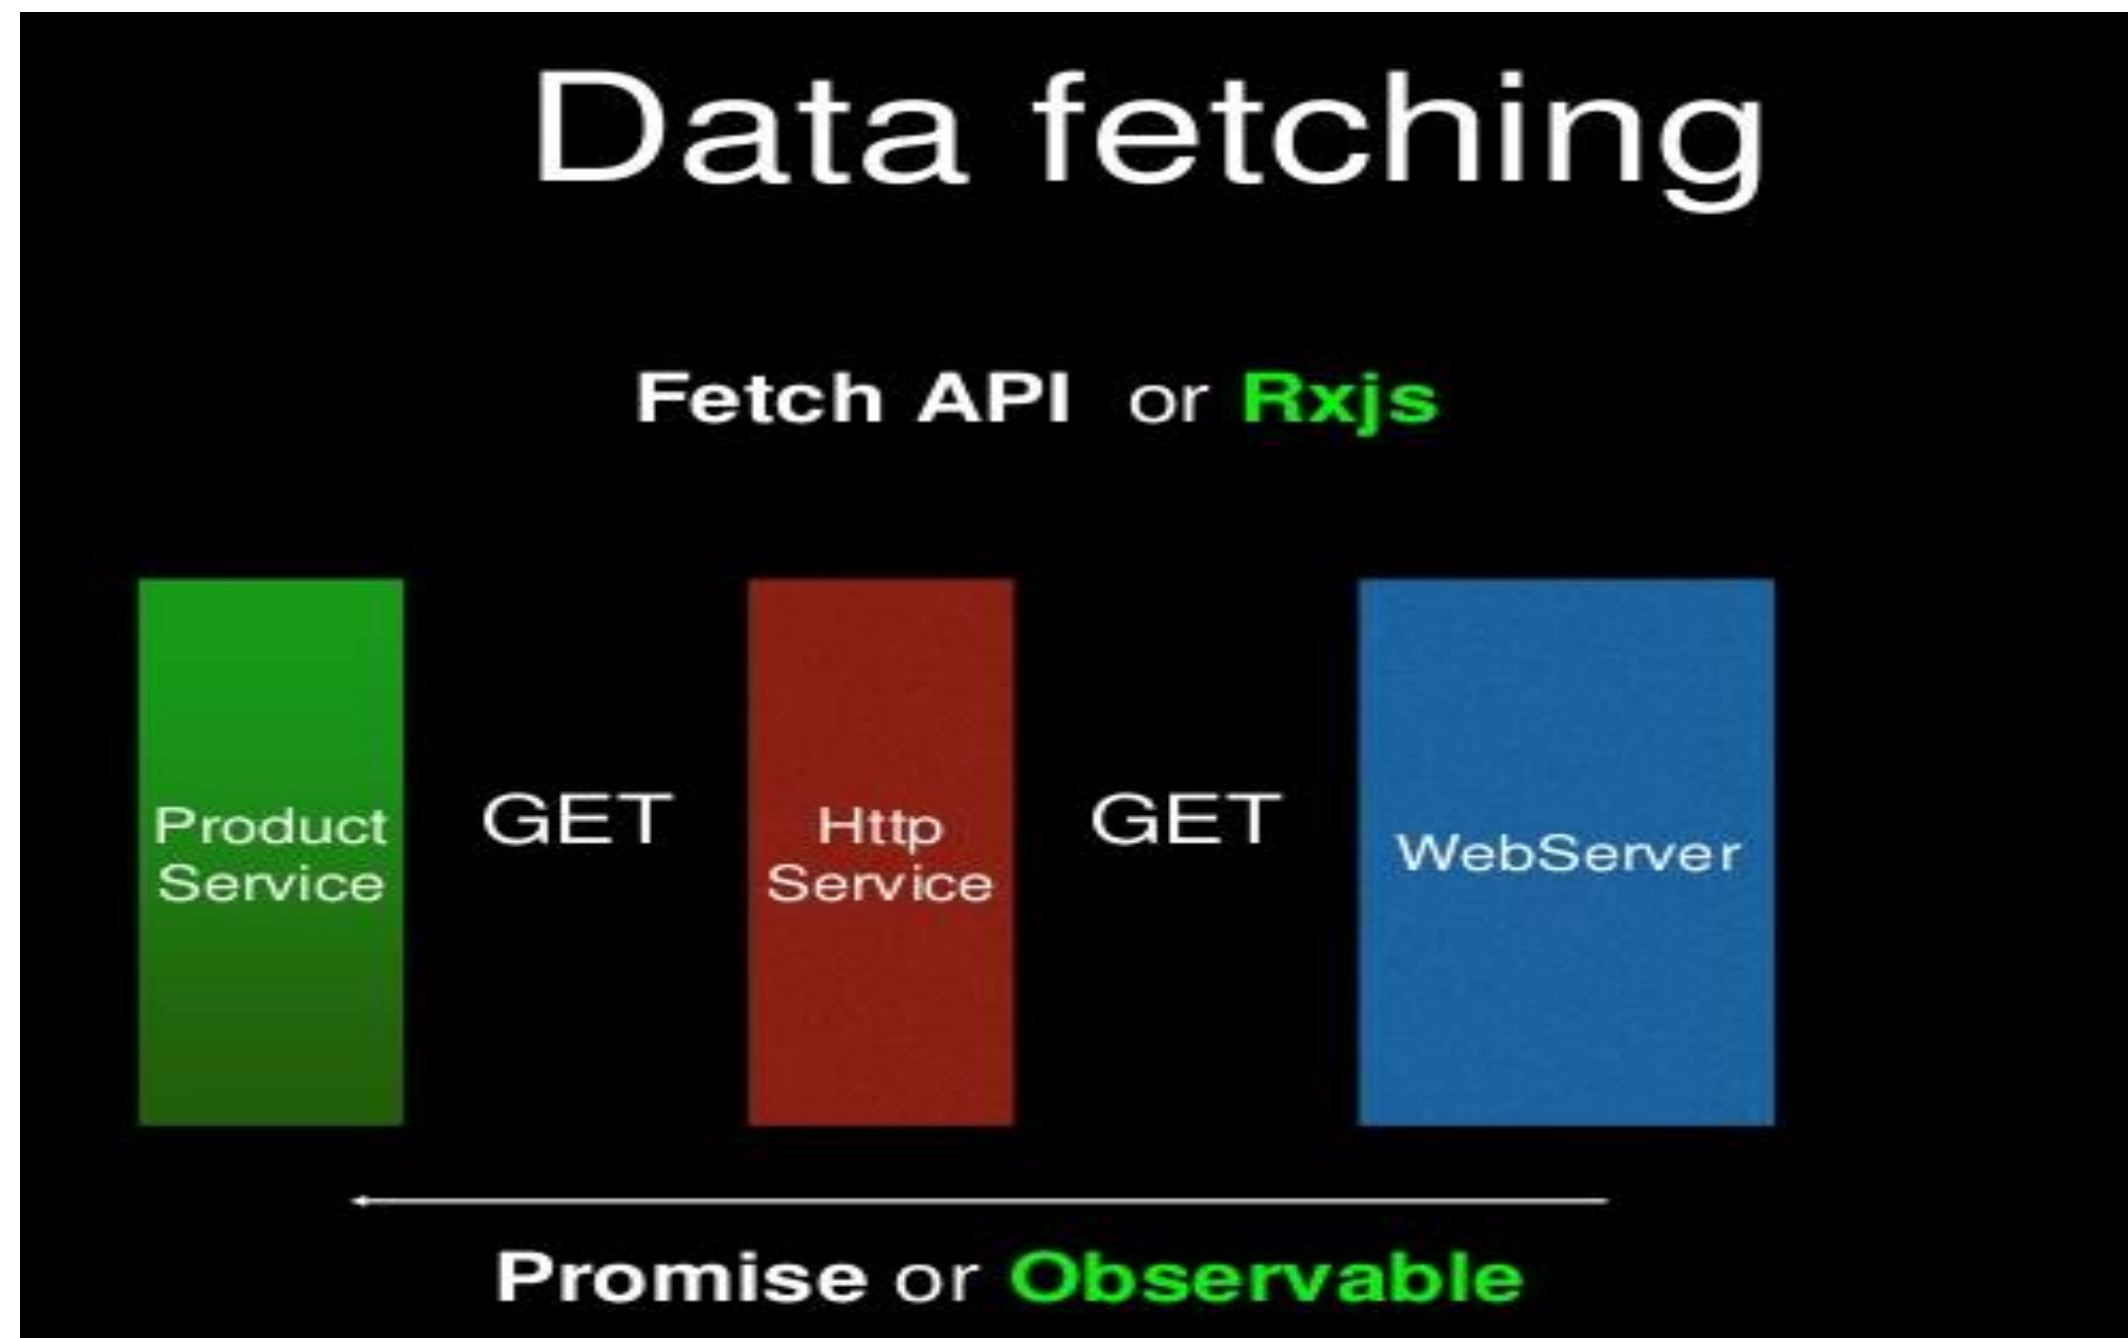 Data fetching
Fetch API or Rxjs
Product
Service
GET
Http
Service
GET
WebServer
Promise or Observable